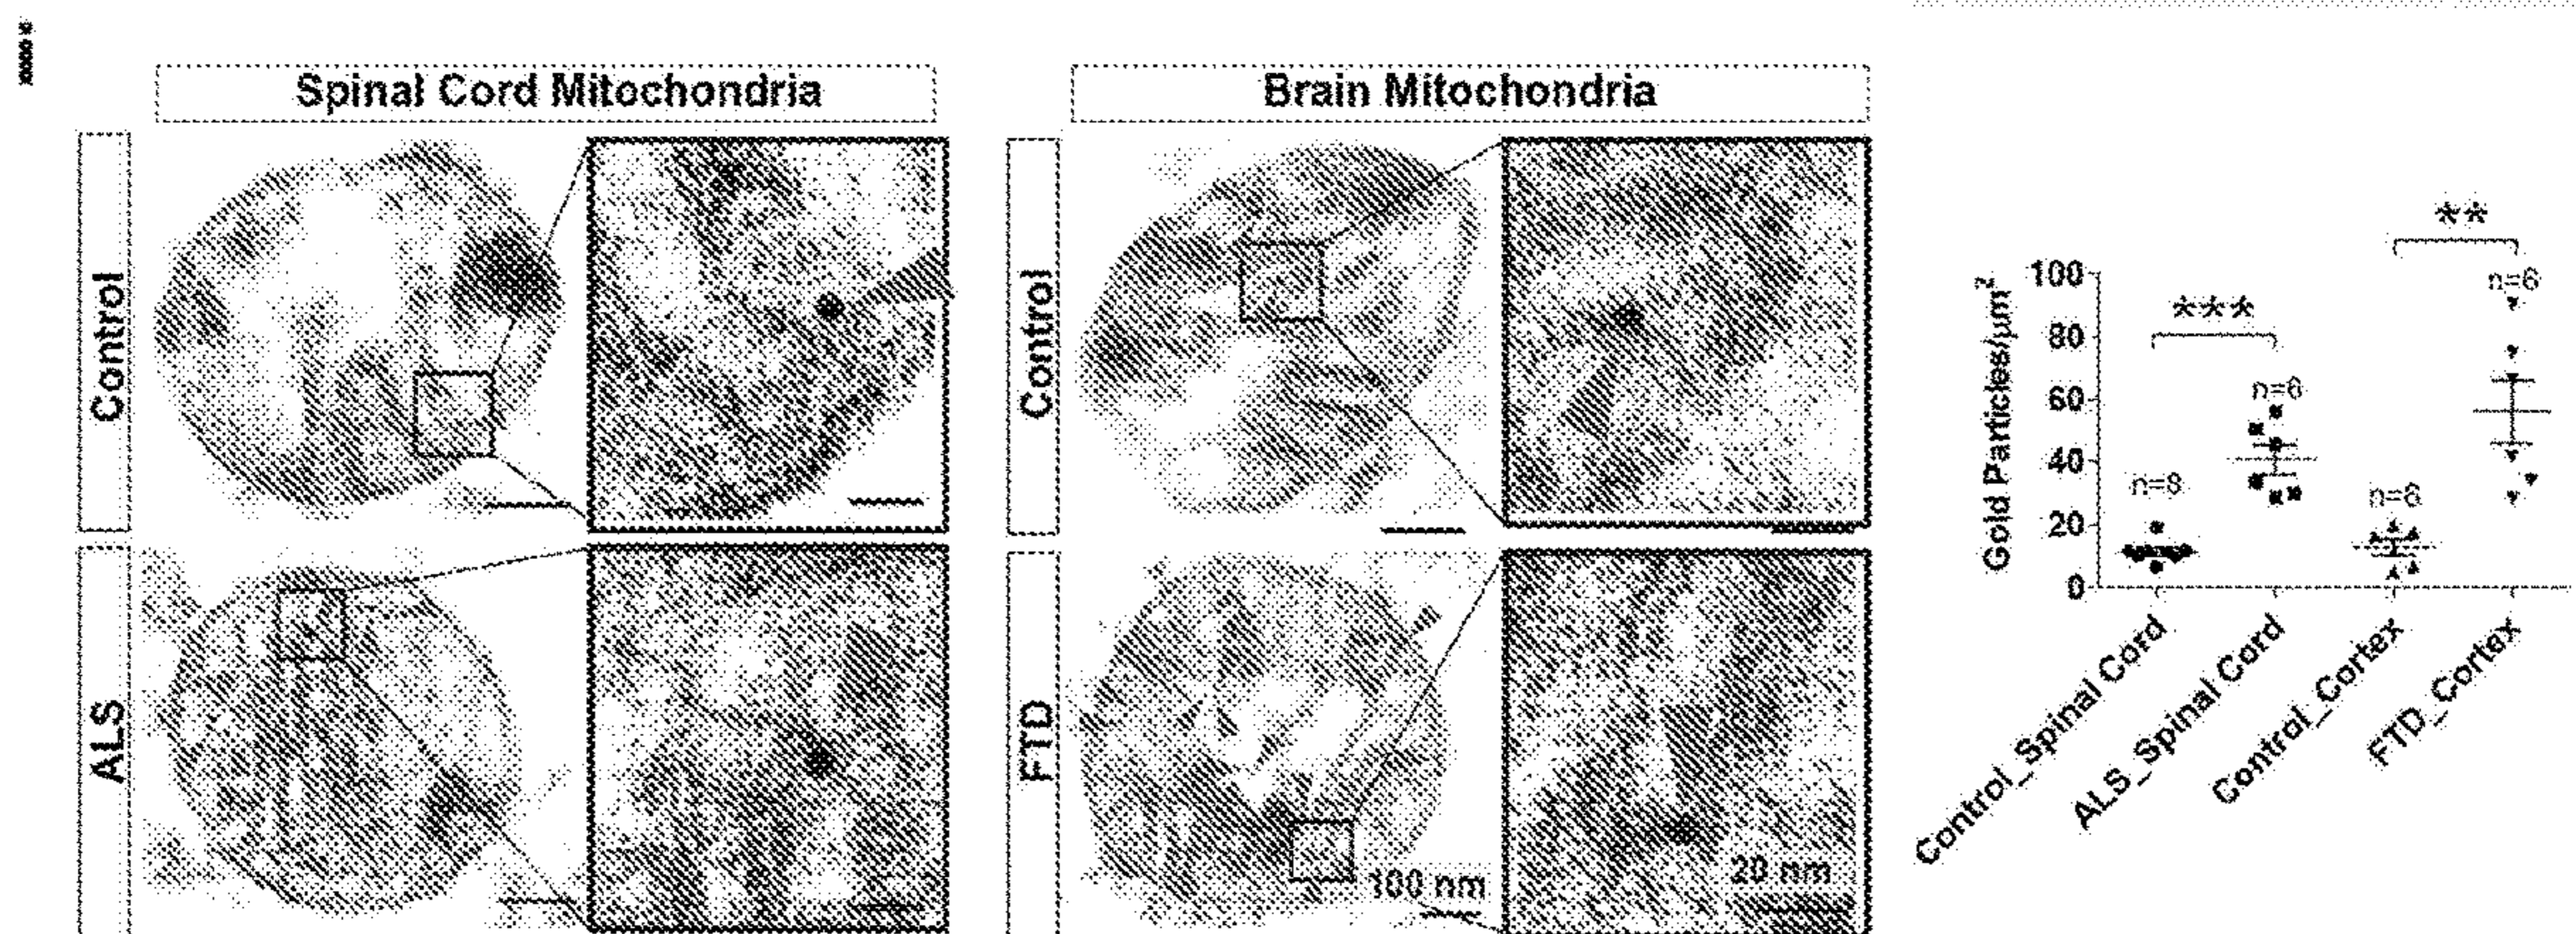 Spinal Cord Mitochondria
Brain Mitochondria
Control
Control
ALS
FTD
100 nm
20 nm
**
***
n=6
n=6
n=8
n=6
Gold Particles/µm²
100
80
60
40
20
0
Control_Spinal Cord
ALS_Spinal Cord
Control_Cortex
FTD_Cortex